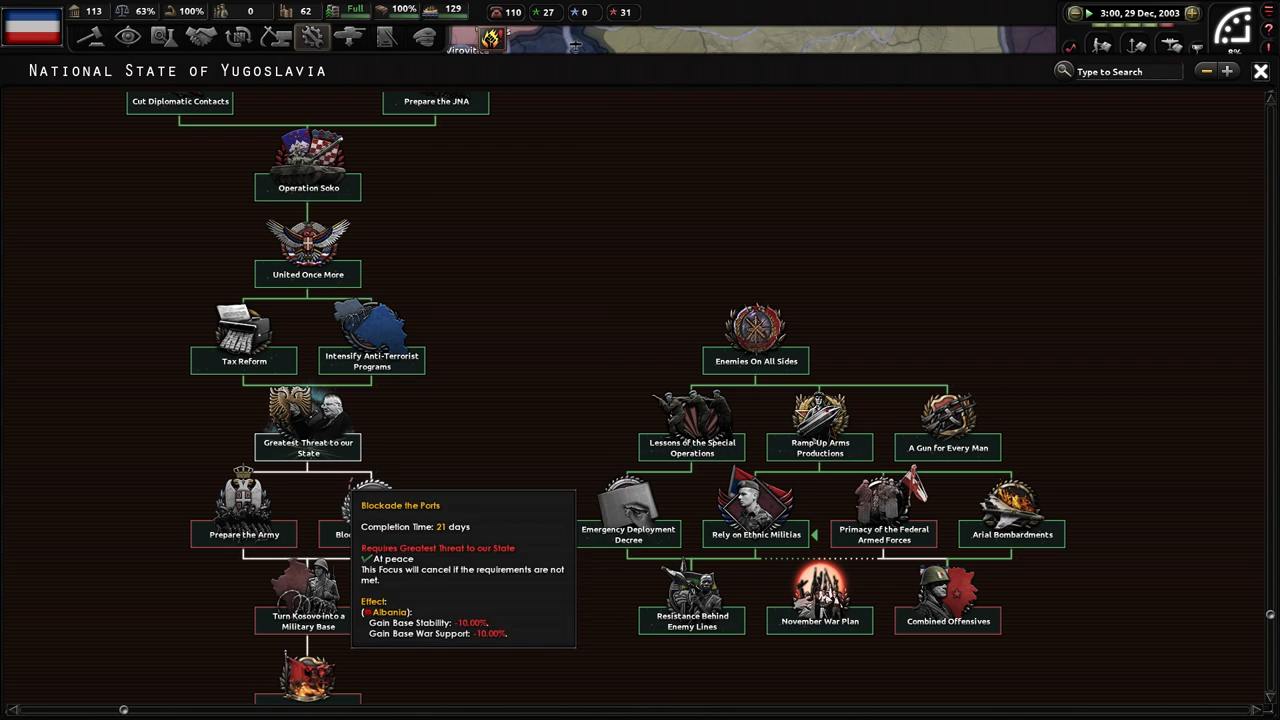 113
63%
100%
0
62
Full
100%
129
110
27
0
31
3:00, 29 Dec, 2003
8%
Virovitica
National State of Yugoslavia
Type to Search
Cut Diplomatic Contacts
Prepare the JNA
Operation Soko
United Once More
Tax Reform
Intensify Anti-Terrorist
Programs
Enemies On All Sides
Greatest Threat to our
State
Lessons of the Special
Operations
Ramp Up Arms
Productions
A Gun for Every Man
Prepare the Army
Blo
Blockade the Ports
Completion Time: 21 days
Requires Greatest Threat to our State
At peace
This Focus will cancel if the requirements are not
met.
Effect:
(Albania):
Gain Base Stability: -10.00%.
Gain Base War Support: -10.00%.
Emergency Deployment
Decree
Rely on Ethnic Militias
Primacy of the Federal
Armed Forces
Arial Bombardments
Turn Kosovo into a
Military Base
Resistance Behind
Enemy Lines
November War Plan
Combined Offensives